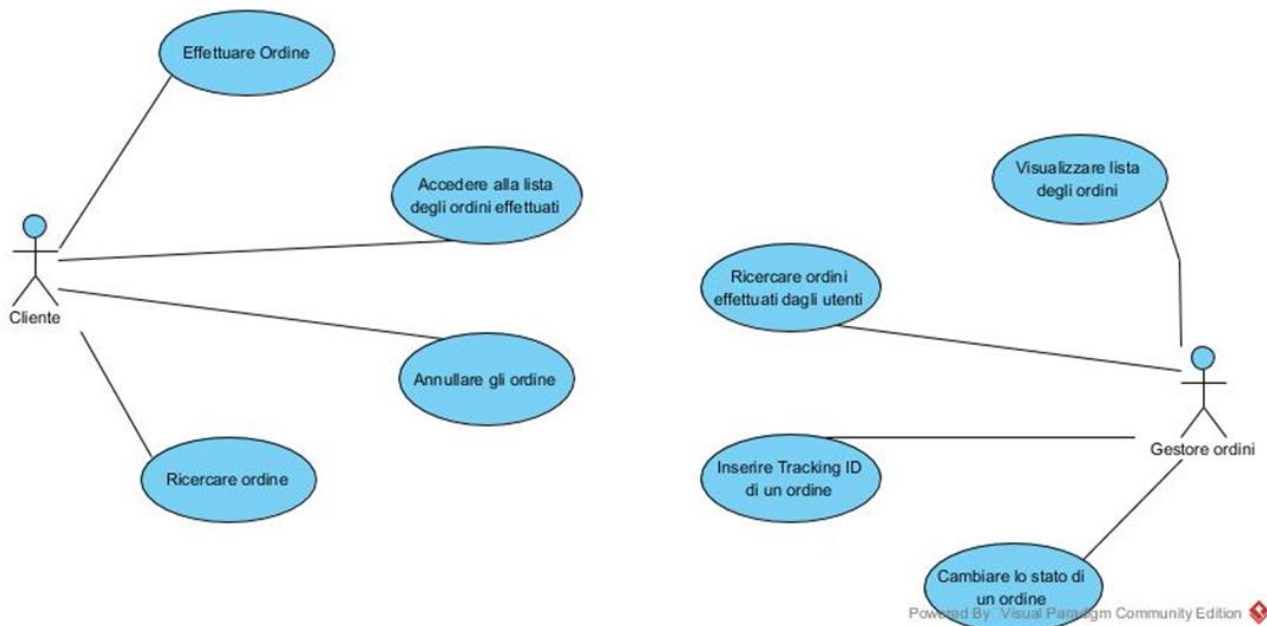 Effettuare Ordine
Accedere alla lista
degli ordini effettuati
Cliente
Annullare gli ordine
Ricercare ordine
Visualizzare lista
degli ordini
Ricercare ordini
effettuati dagli utenti
Gestore ordini
Inserire Tracking ID
di un ordine
Cambiare lo stato di
un ordine
Powered By Visual Paradigm Community Edition